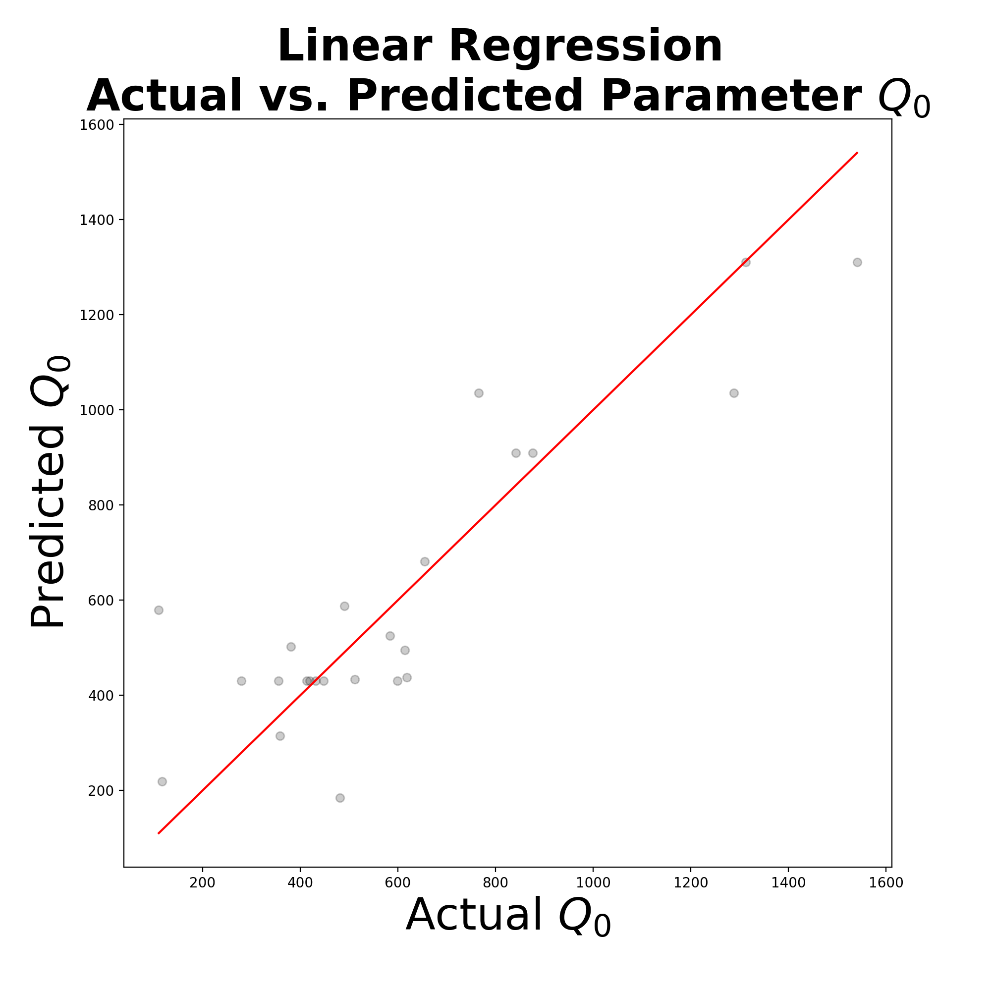 Linear Regression
Actual vs. Predicted Parameter Q₀
1600
1400
1200
1000
800
600
400
200
Predicted Q₀
200 400 600 800 1000 1200 1400 1600
Actual Q₀